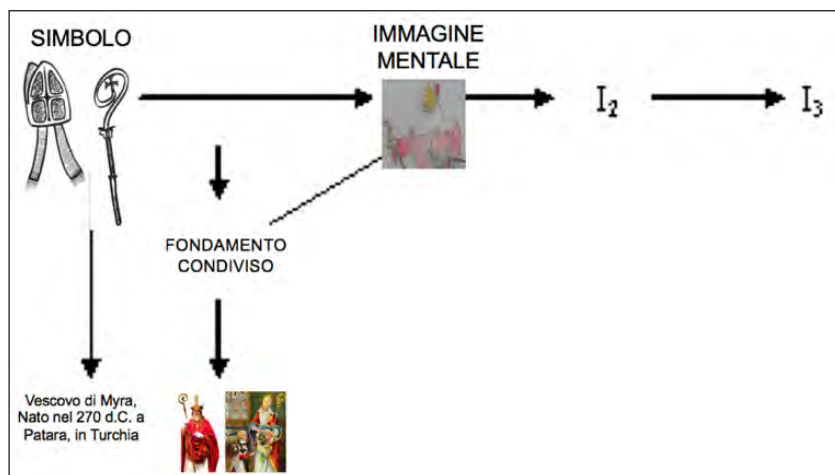 SIMBOLO
IMMAGINE
MENTALE
I2
I3
FONDAMENTO
CONDIVISO
Vescovo di Myra,
Nato nel 270 d.C. a
Patara, in Turchia